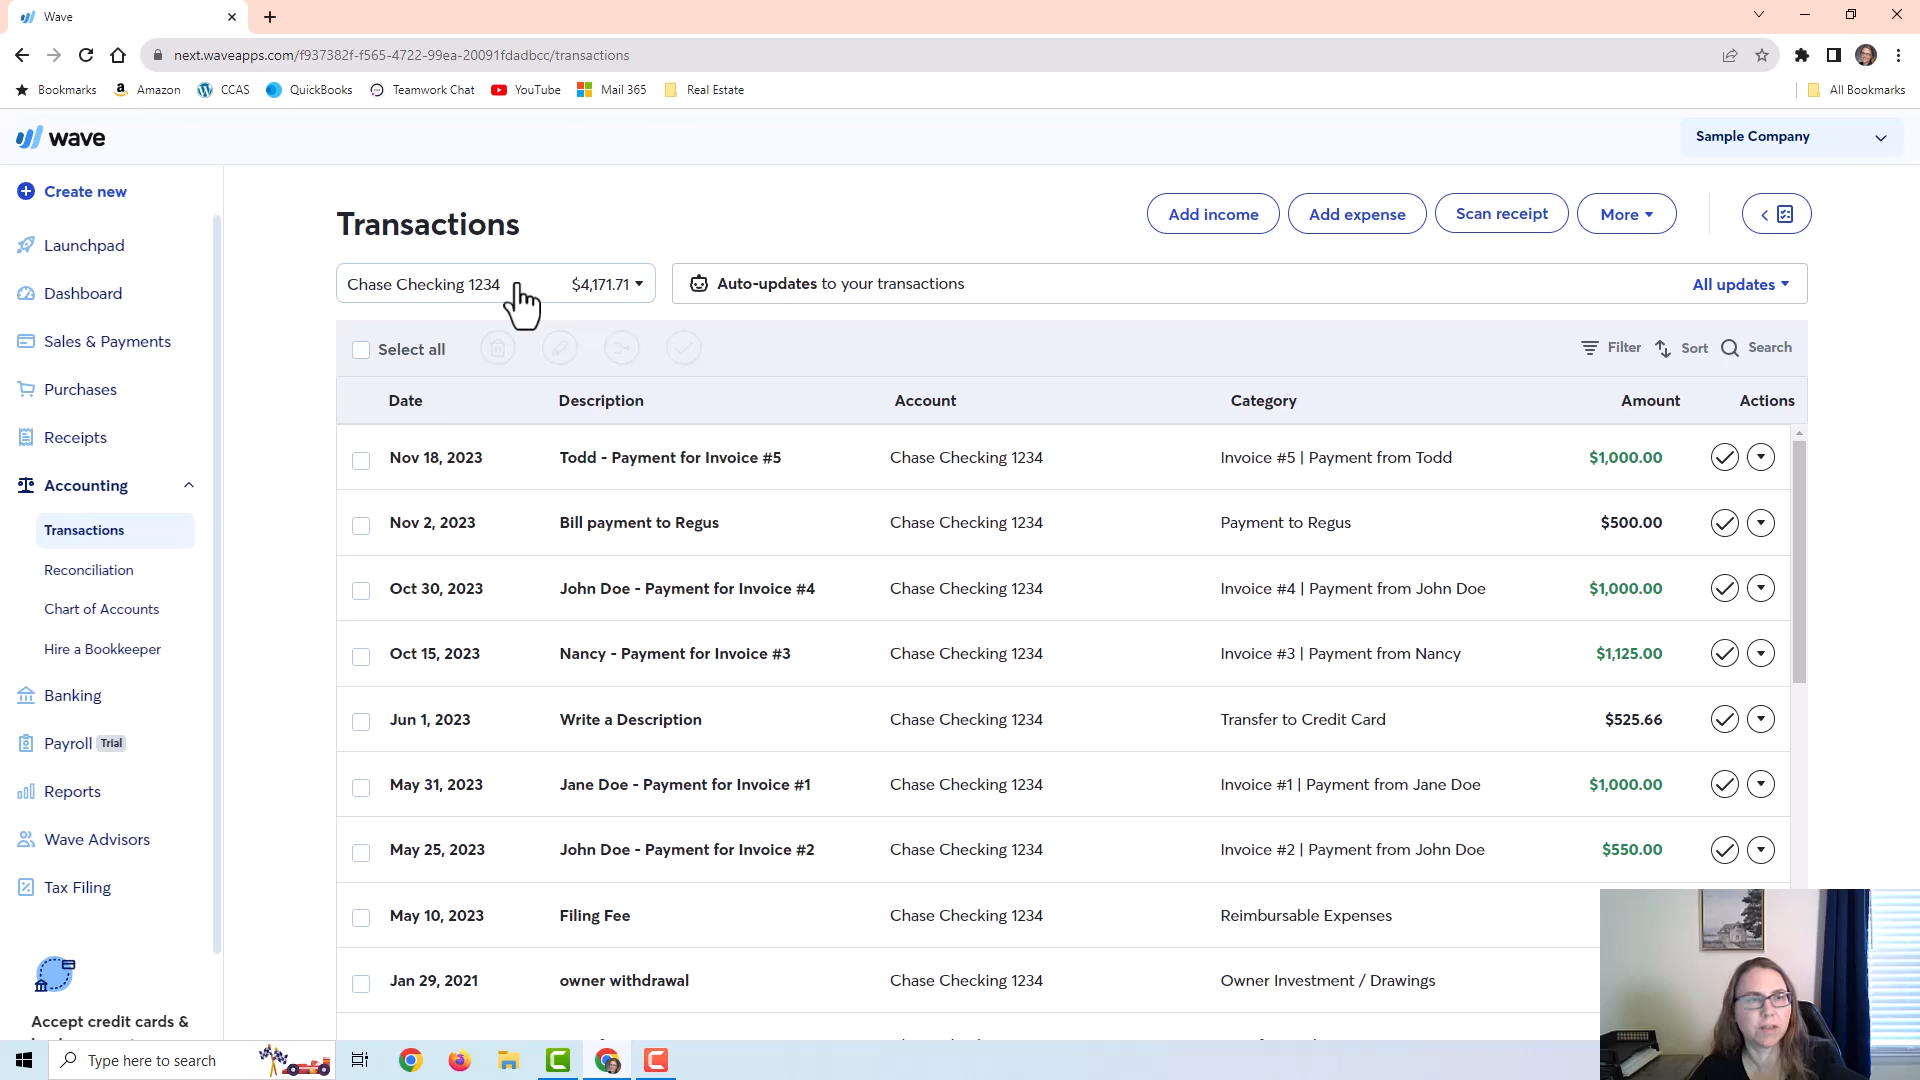 Wave
next.waveapps.com/f937382f-f565-4722-99ea-20091fdadbcc/transactions
Bookmarks Amazon CCAS QuickBooks Teamwork Chat YouTube Mail 365 Real Estate All Bookmarks
wave
Sample Company
Create new
Launchpad
Dashboard
Sales & Payments
Purchases
Receipts
Accounting
Transactions
Reconciliation
Chart of Accounts
Hire a Bookkeeper
Banking
Payroll Trial
Reports
Wave Advisors
Tax Filing
Accept credit cards &
Transactions
Add income Add expense Scan receipt More
Chase Checking 1234 $4,171.71
Auto-updates to your transactions All updates
Select all Filter Sort Search
Date Description Account Category Amount Actions
Nov 18, 2023 Todd - Payment for Invoice #5 Chase Checking 1234 Invoice #5 | Payment from Todd $1,000.00
Nov 2, 2023 Bill payment to Regus Chase Checking 1234 Payment to Regus $500.00
Oct 30, 2023 John Doe - Payment for Invoice #4 Chase Checking 1234 Invoice #4 | Payment from John Doe $1,000.00
Oct 15, 2023 Nancy - Payment for Invoice #3 Chase Checking 1234 Invoice #3 | Payment from Nancy $1,125.00
Jun 1, 2023 Write a Description Chase Checking 1234 Transfer to Credit Card $525.66
May 31, 2023 Jane Doe - Payment for Invoice #1 Chase Checking 1234 Invoice #1 | Payment from Jane Doe $1,000.00
May 25, 2023 John Doe - Payment for Invoice #2 Chase Checking 1234 Invoice #2 | Payment from John Doe $550.00
May 10, 2023 Filing Fee Chase Checking 1234 Reimbursable Expenses
Jan 29, 2021 owner withdrawal Chase Checking 1234 Owner Investment / Drawings
Type here to search